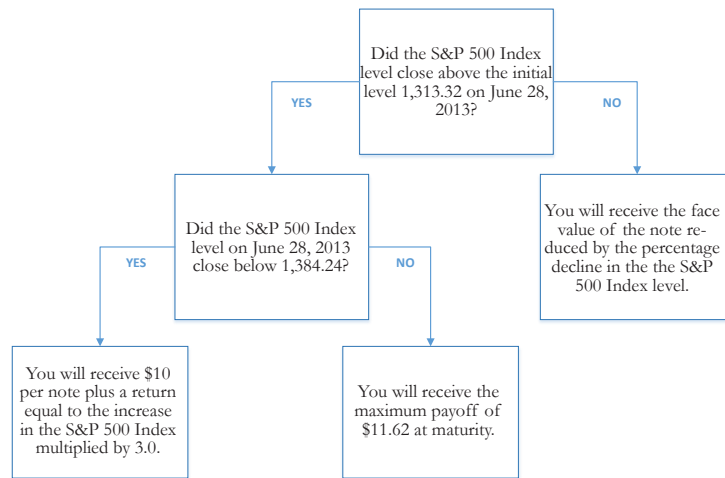 Did the S&P 500 Index
level close above the initial
level 1,313.32 on June 28,
2013?
YES
NO
Did the S&P 500 Index
level on June 28, 2013
close below 1,384.24?
You will receive the face
value of the note re-
duced by the percentage
decline in the the S&P
500 Index level.
YES
NO
You will receive $10
per note plus a return
equal to the increase
in the S&P 500 Index
multiplied by 3.0.
You will receive the
maximum payoff of
$11.62 at maturity.